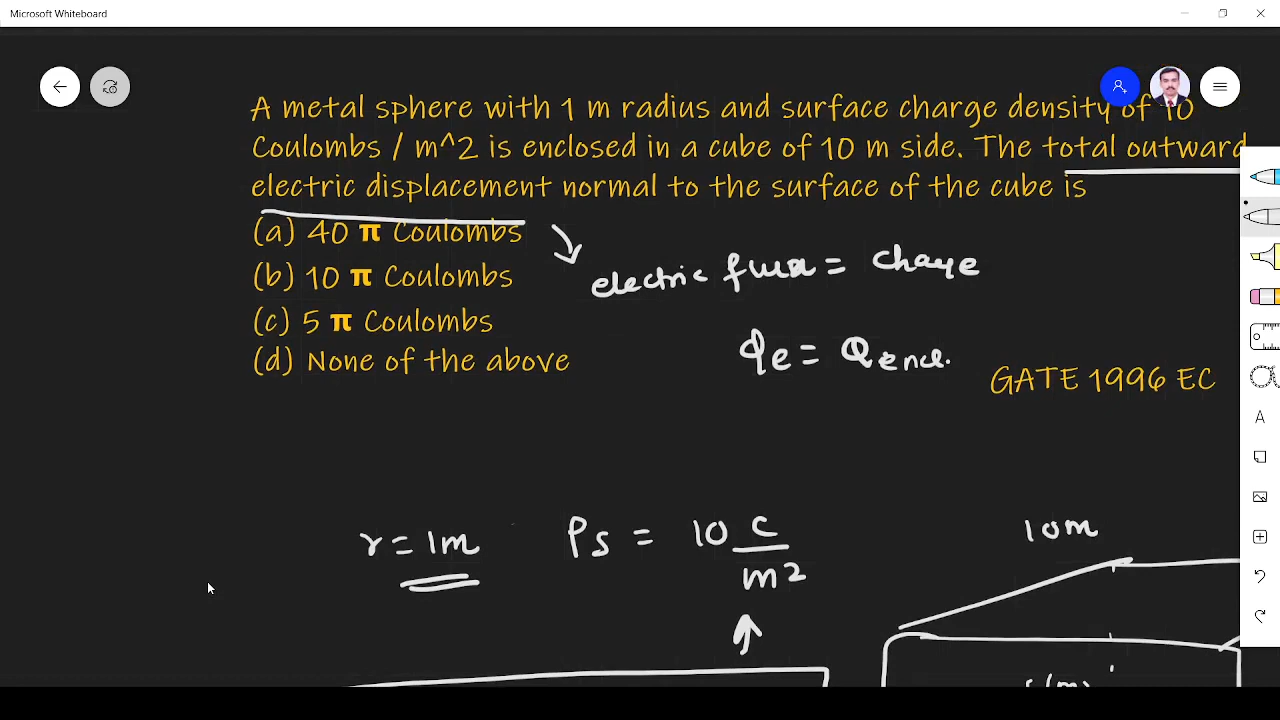 Microsoft Whiteboard
A metal sphere with 1 m radius and surface charge density of 10
Coulombs / m^2 is enclosed in a cube of 10 m side. The total outward
electric displacement normal to the surface of the cube is
(a) 40 π Coulombs
(b) 10 π Coulombs
(c) 5 π Coulombs
(d) None of the above
electric flux = charge
φe = Qencl.
GATE 1996 EC
r = 1m
ρs = 10 C/m2
10m
A